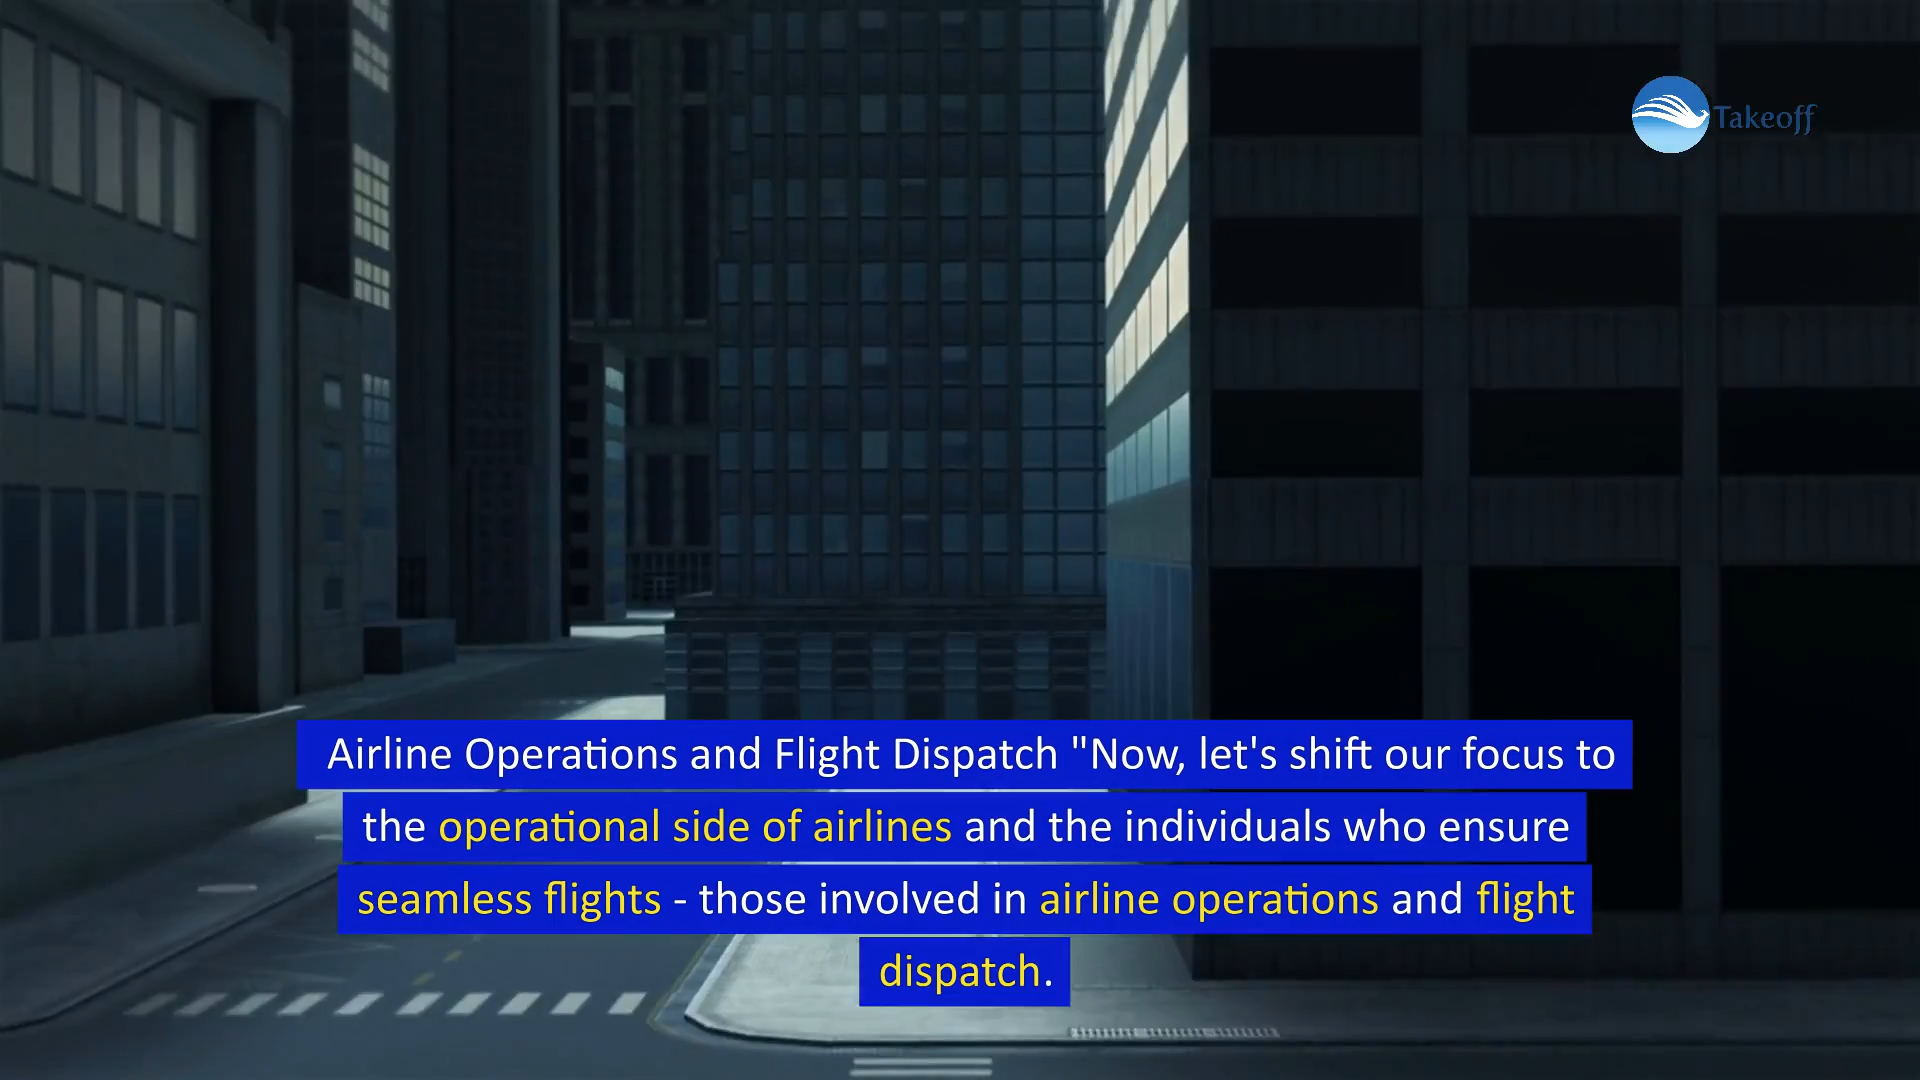 Takeoff
Airline Operations and Flight Dispatch "Now, let's shift our focus to
the operational side of airlines and the individuals who ensure
seamless flights - those involved in airline operations and flight
dispatch.